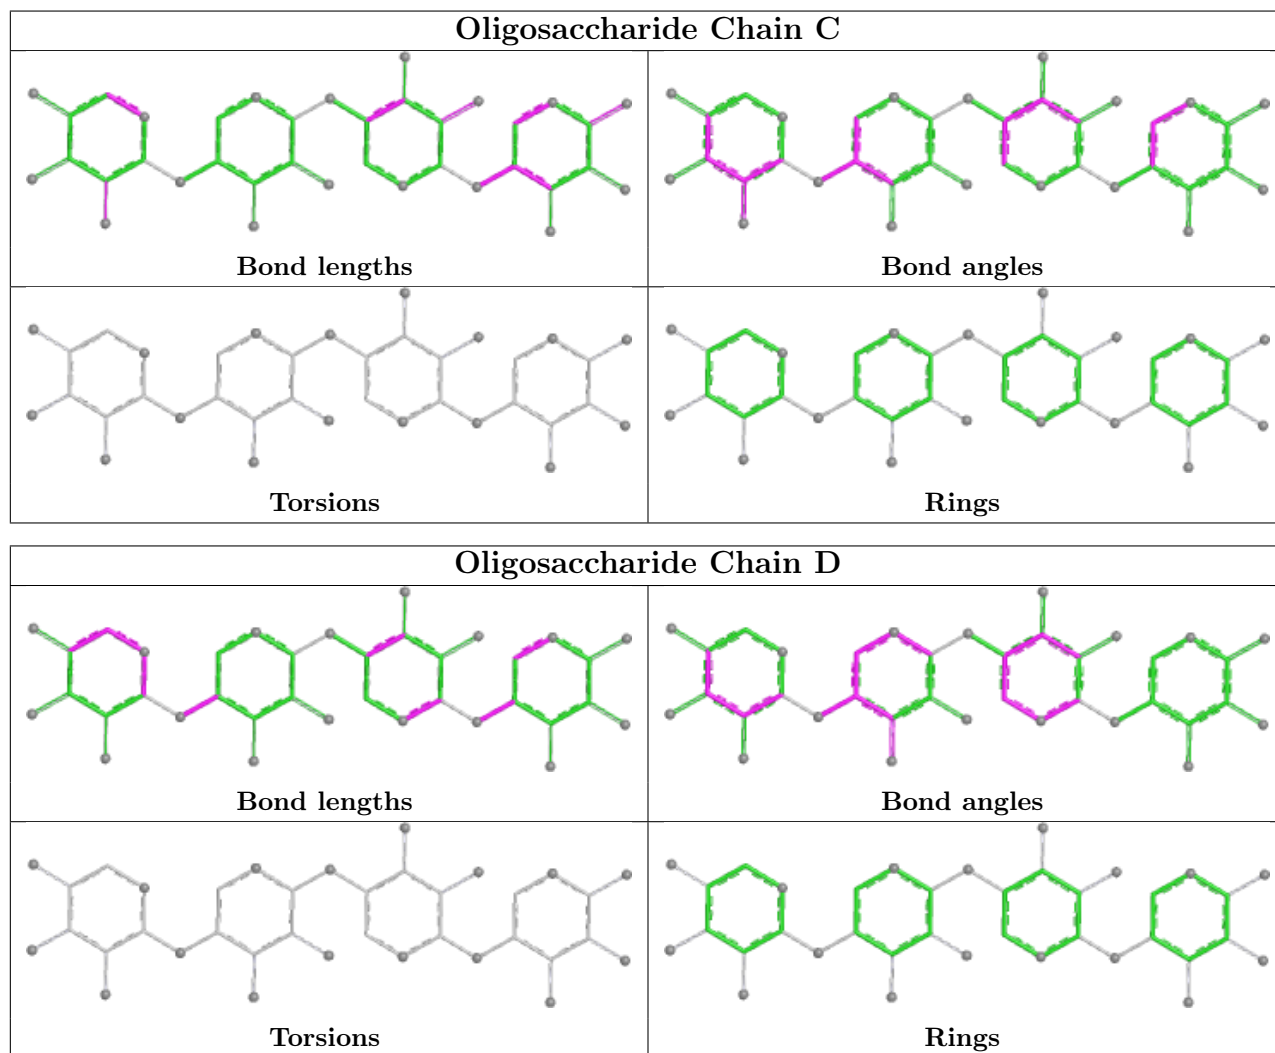 Oligosaccharide Chain C
Bond lengths
Bond angles
Torsions
Rings
Oligosaccharide Chain D
Bond lengths
Bond angles
Torsions
Rings